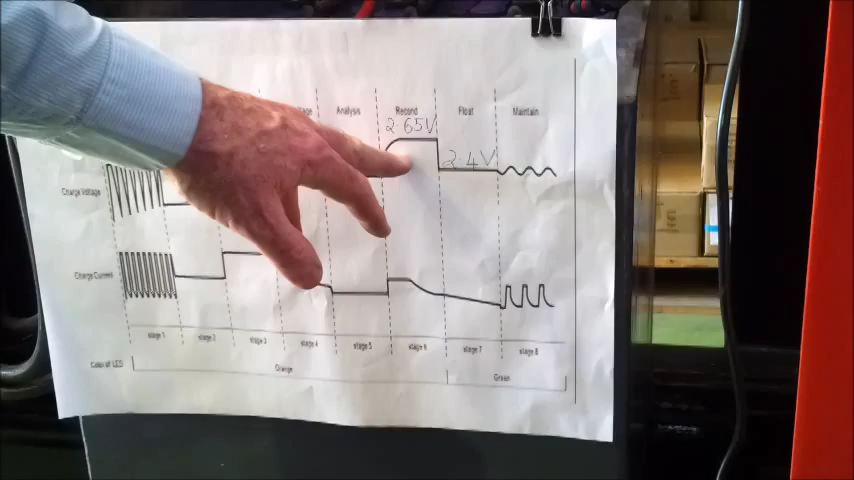 Analysis Recond Float Maintain
2.65V
2.4V
Charge Voltage
Charge Current
stage 1 stage 2 stage 3 stage 4 stage 5 stage 6 stage 7 stage 8
Color of LED Orange Green